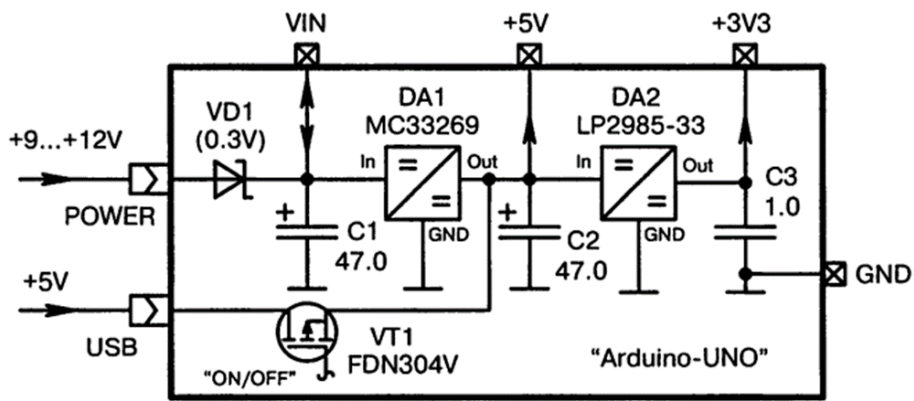 VIN
+5V
+3V3
VD1
(0.3V)
DA1
MC33269
DA2
LP2985-33
+9...+12V
In
Out
In
Out
POWER
+
C1
47.0
GND
+
C2
47.0
GND
C3
1.0
+5V
GND
USB
VT1
FDN304V
"ON/OFF"
"Arduino-UNO"